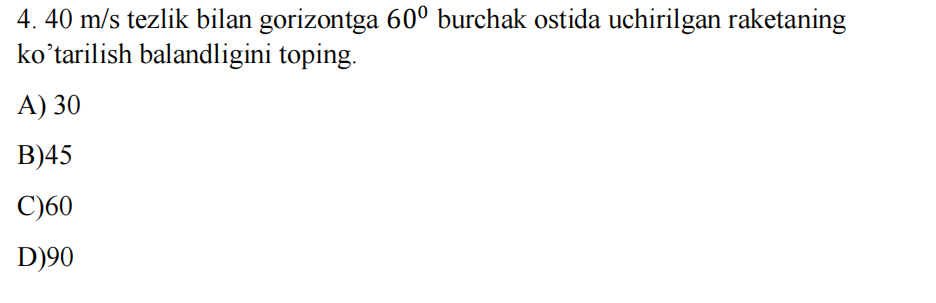 4. 40 m/s tezlik bilan gorizontga 60⁰ burchak ostida uchirilgan raketaning
ko’tarilish balandligini toping.
A) 30
B)45
C)60
D)90